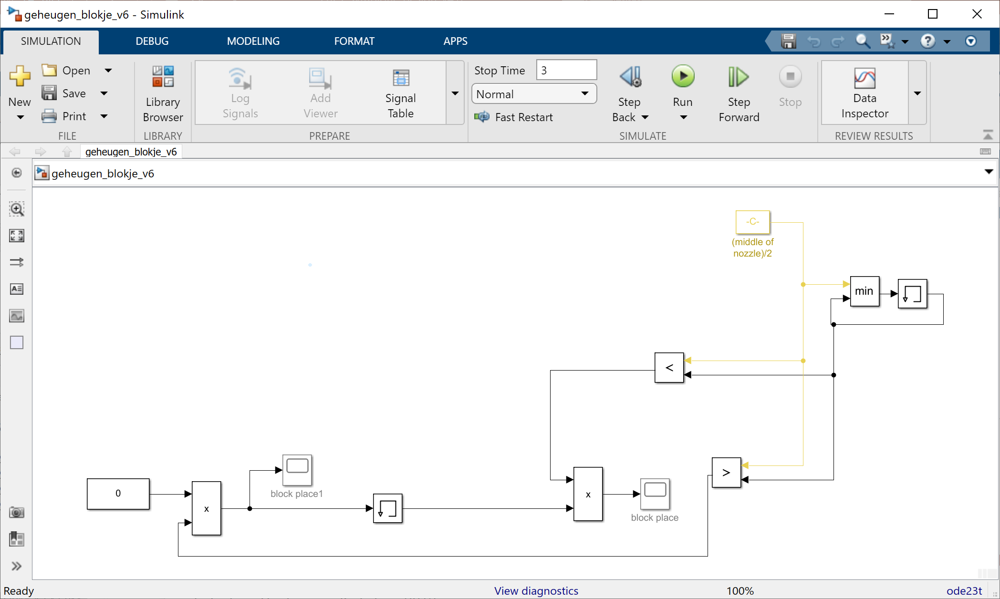 geheugen_blokje_v6 - Simulink
SIMULATION DEBUG MODELING FORMAT APPS
New
Open
Save
Print
FILE
Library
Browser
LIBRARY
Log
Signals
Add
Viewer
Signal
Table
PREPARE
Stop Time 3
Normal
Fast Restart
Step
Back
Run
Step
Forward
Stop
SIMULATE
Data
Inspector
REVIEW RESULTS
geheugen_blokje_v6
geheugen_blokje_v6
-C-
(middle of
nozzle)/2
min
<
>
block place1
0
x
x
block place
Ready View diagnostics 100% ode23t